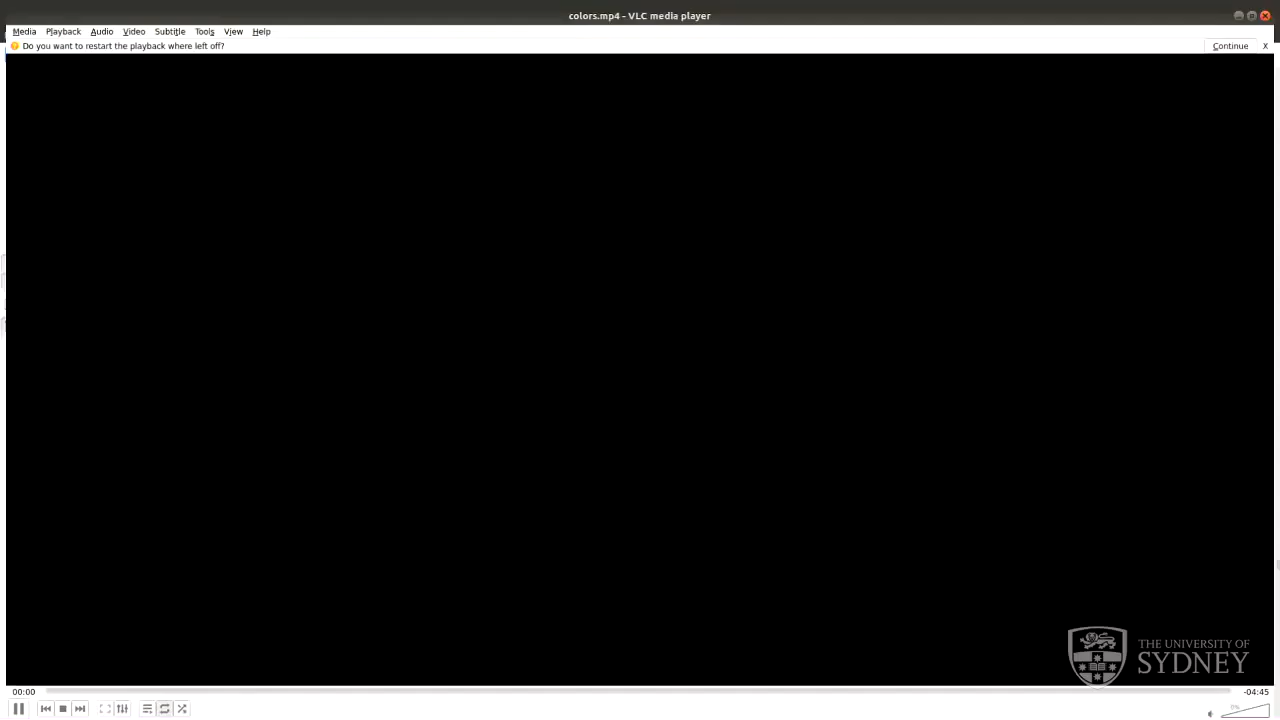 colors.mp4 - VLC media player
Media Playback Audio Video Subtitle Tools View Help
Do you want to restart the playback where left off? Continue X
THE UNIVERSITY OF
SYDNEY
00:00 -04:45
0%